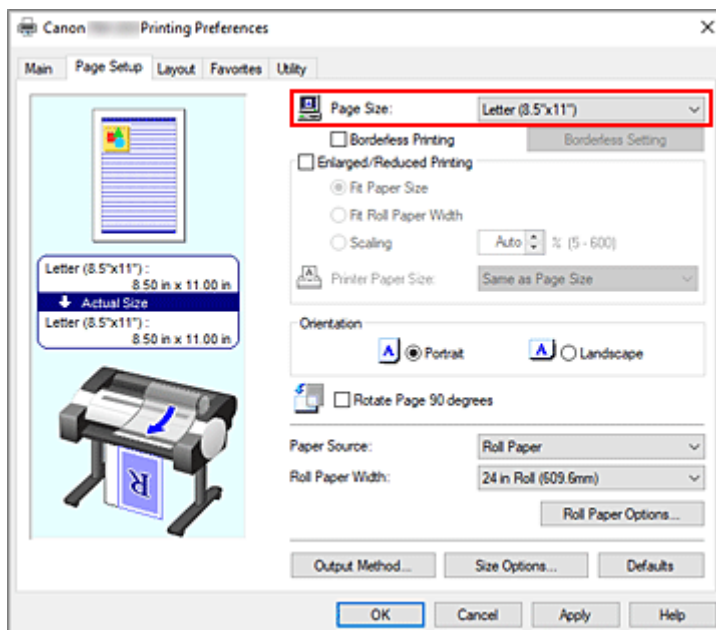 Canon Printing Preferences
Main Page Setup Layout Favorites Utility
Page Size: Letter (8.5"x11")
Borderless Printing Borderless Setting
Enlarged/Reduced Printing
Fit Paper Size
Fit Roll Paper Width
Scaling Auto % (5 - 600)
Printer Paper Size: Same as Page Size
Letter (8.5"x11") :
8.50 in x 11.00 in
Actual Size
Letter (8.5"x11") :
8.50 in x 11.00 in
Orientation
A Portrait A Landscape
Rotate Page 90 degrees
R
Paper Source: Roll Paper
Roll Paper Width: 24 in Roll (609.6mm)
Roll Paper Options...
Output Method... Size Options... Defaults
OK Cancel Apply Help